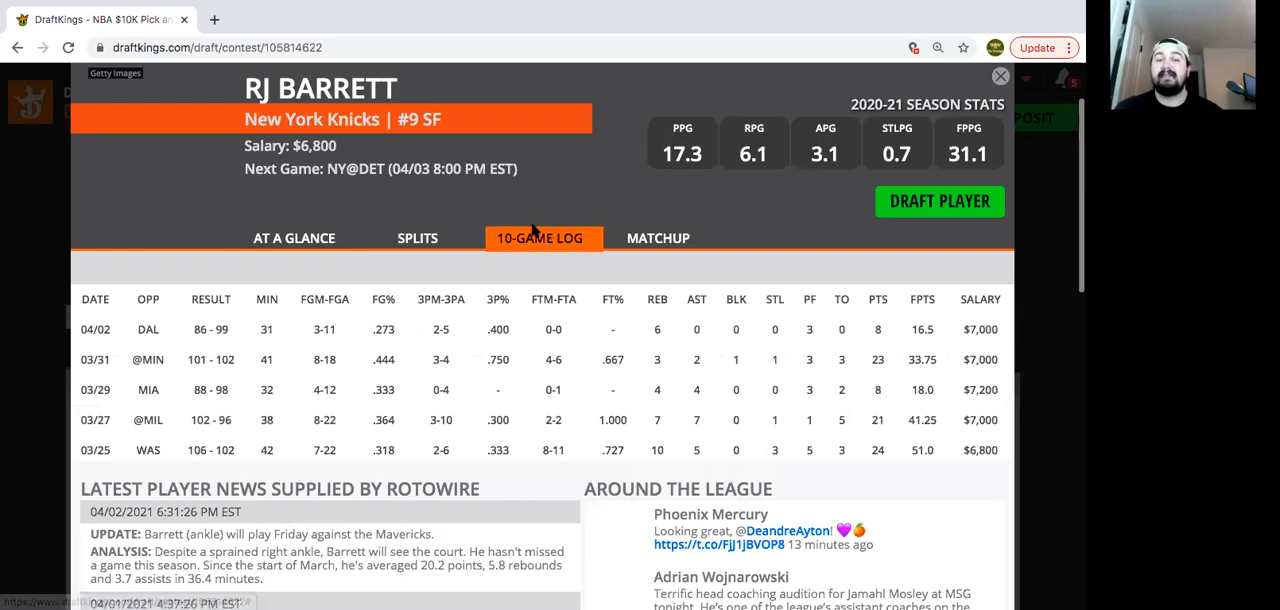 DraftKings - NBA $10K Pick an
draftkings.com/draft/contest/105814622
Update
Getty Images
RJ BARRETT
New York Knicks | #9 SF
Salary: $6,800
Next Game: NY@DET (04/03 8:00 PM EST)
2020-21 SEASON STATS
PPG RPG APG STLPG FPPG
17.3 6.1 3.1 0.7 31.1
5
POSIT
DRAFT PLAYER
AT A GLANCE SPLITS 10-GAME LOG MATCHUP
DATE OPP RESULT MIN FGM-FGA FG% 3PM-3PA 3P% FTM-FTA FT% REB AST BLK STL PF TO PTS FPTS SALARY
04/02 DAL 86 - 99 31 3-11 .273 2-5 .400 0-0 - 6 0 0 0 3 0 8 16.5 $7,000
03/31 @MIN 101 - 102 41 8-18 .444 3-4 .750 4-6 .667 3 2 1 1 3 3 23 33.75 $7,000
03/29 MIA 88 - 98 32 4-12 .333 0-4 - 0-1 - 4 4 0 0 3 2 8 18.0 $7,200
03/27 @MIL 102 - 96 38 8-22 .364 3-10 .300 2-2 1.000 7 7 0 1 1 5 21 41.25 $7,000
03/25 WAS 106 - 102 42 7-22 .318 2-6 .333 8-11 .727 10 5 0 3 5 3 24 51.0 $6,800
LATEST PLAYER NEWS SUPPLIED BY ROTOWIRE
04/02/2021 6:31:26 PM EST
UPDATE: Barrett (ankle) will play Friday against the Mavericks.
ANALYSIS: Despite a sprained right ankle, Barrett will see the court. He hasn't missed
a game this season. Since the start of March, he's averaged 20.2 points, 5.8 rebounds
and 3.7 assists in 36.4 minutes.
04/01/2021 4:37:26 PM EST
AROUND THE LEAGUE
Phoenix Mercury
Looking great, @DeandreAyton! 💜🍊
https://t.co/FjJ1jBVOP8 13 minutes ago
Adrian Wojnarowski
Terrific head coaching audition for Jamahl Mosley at MSG
tonight. He's one of the league's assistant coaches on the